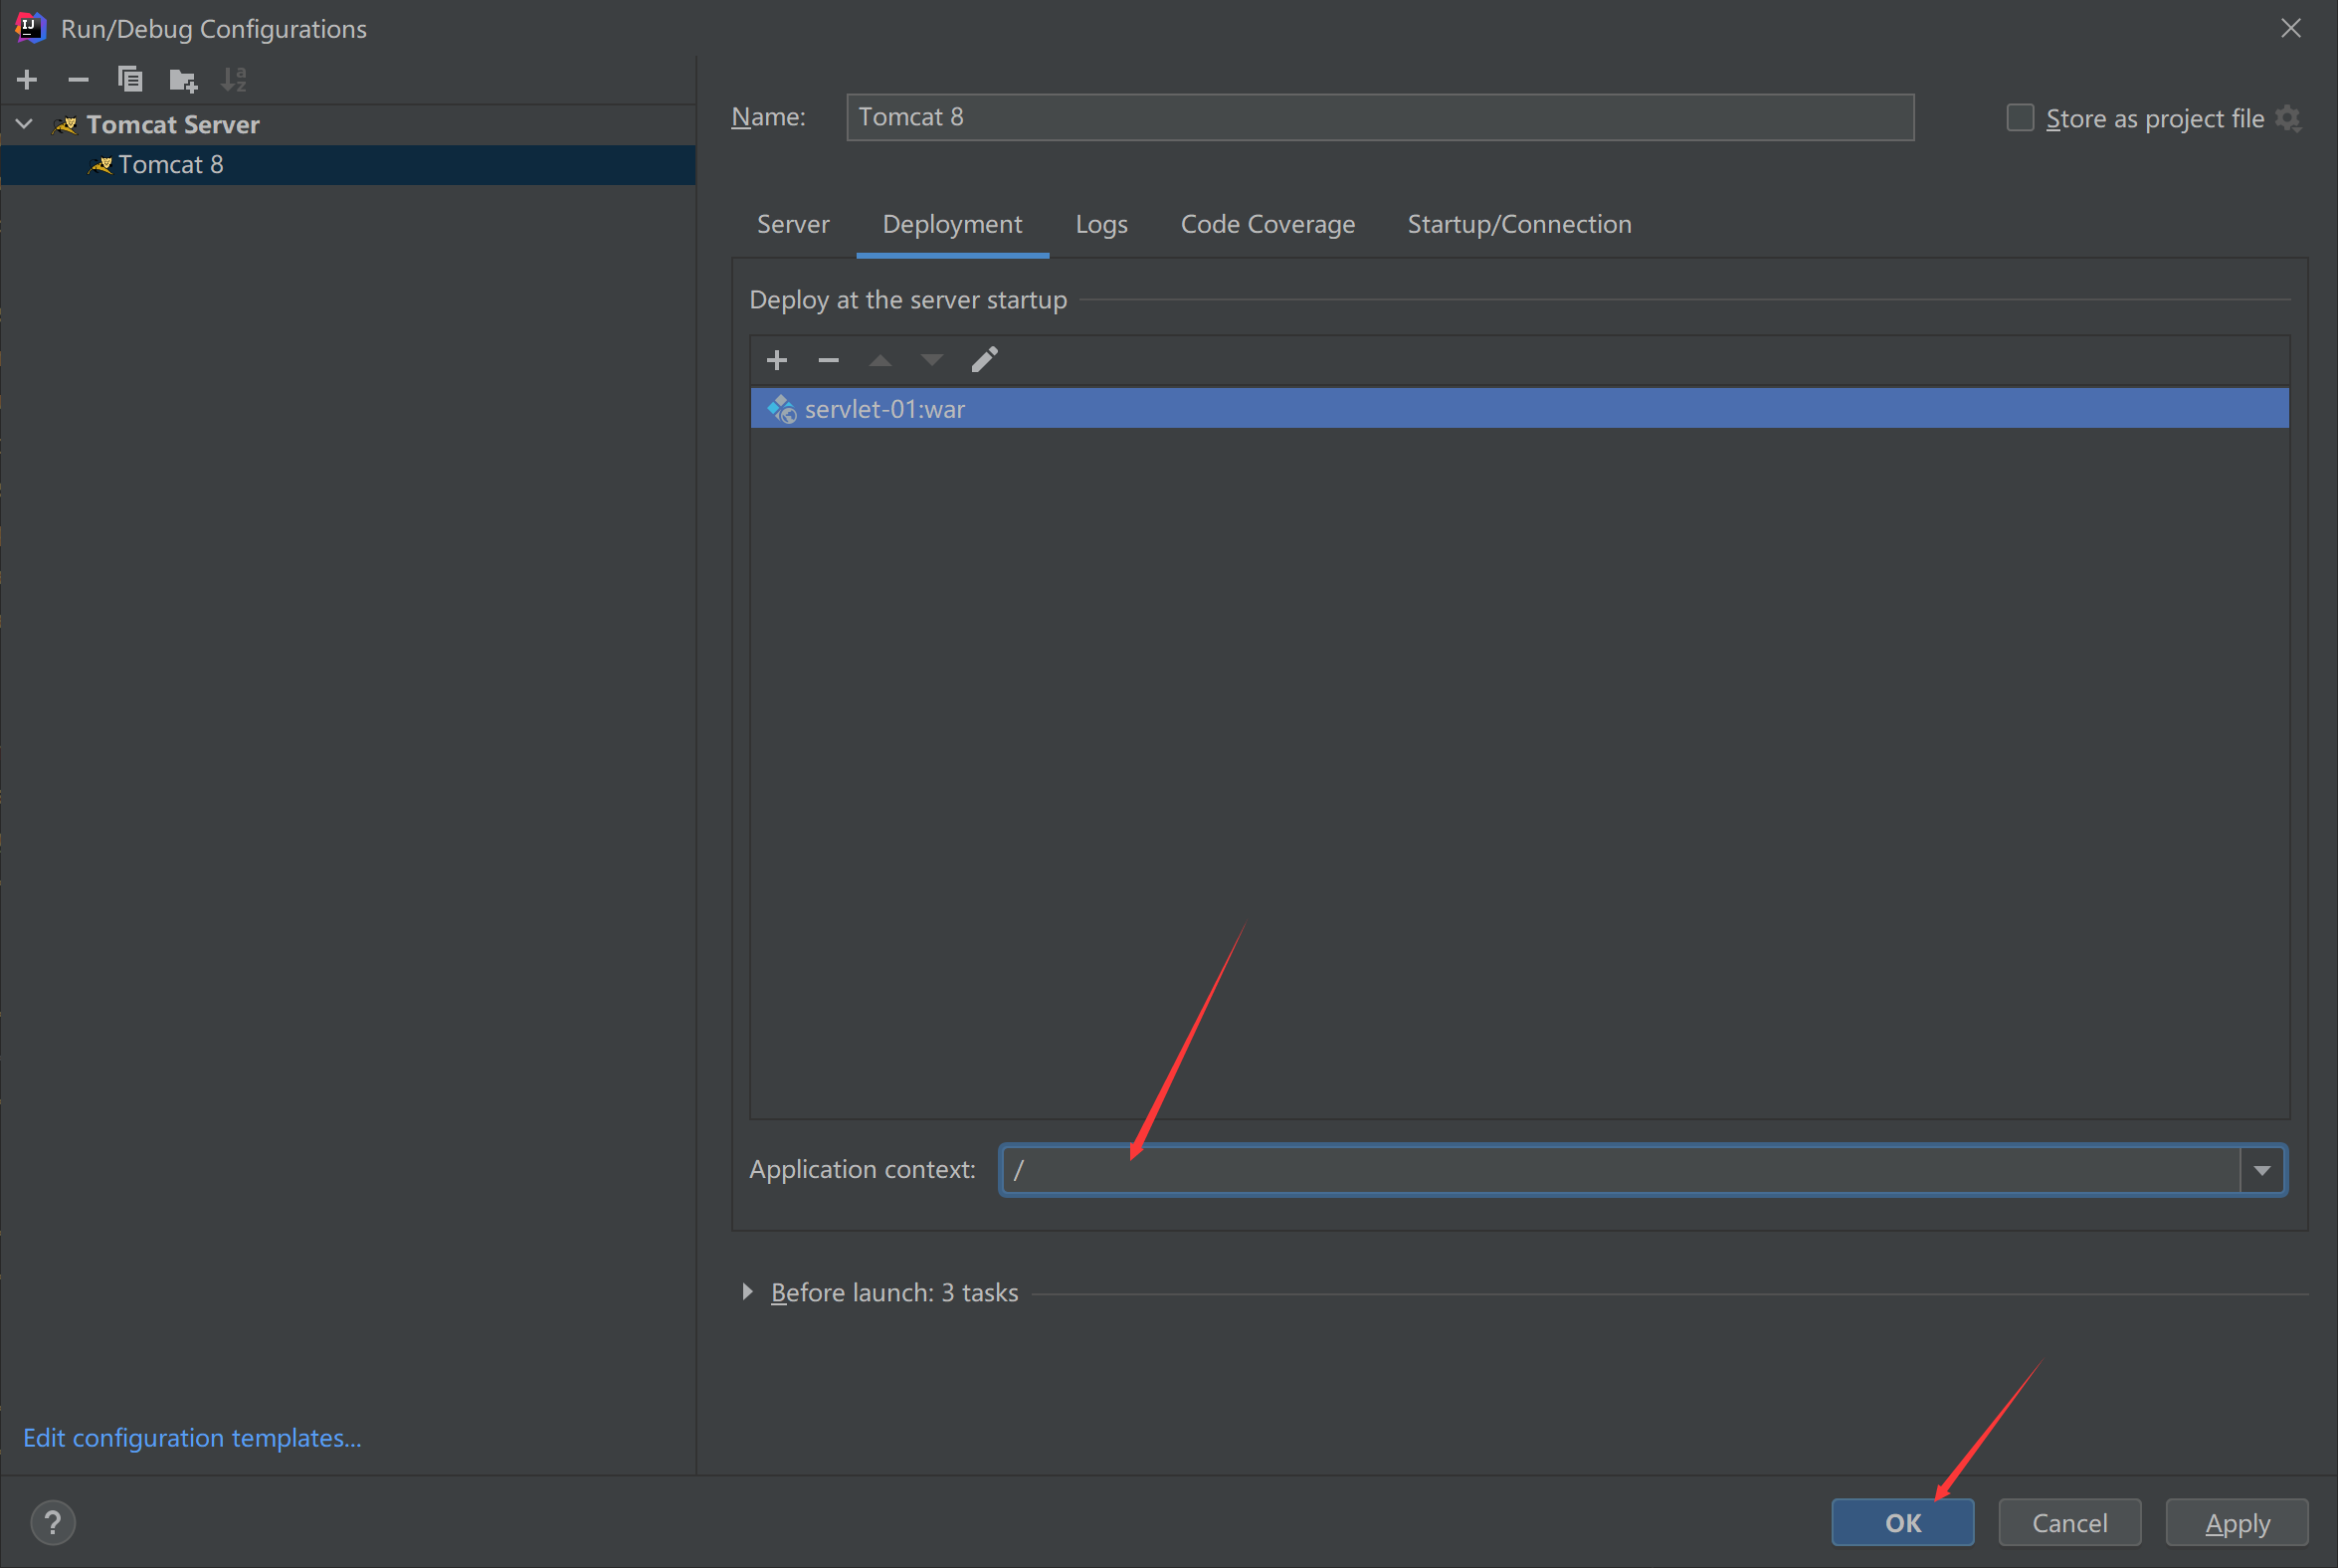 Run/Debug Configurations
Tomcat Server
Tomcat 8
Name: Tomcat 8 Store as project file
Server Deployment Logs Code Coverage Startup/Connection
Deploy at the server startup
servlet-01:war
Application context: /
Before launch: 3 tasks
Edit configuration templates...
? OK Cancel Apply